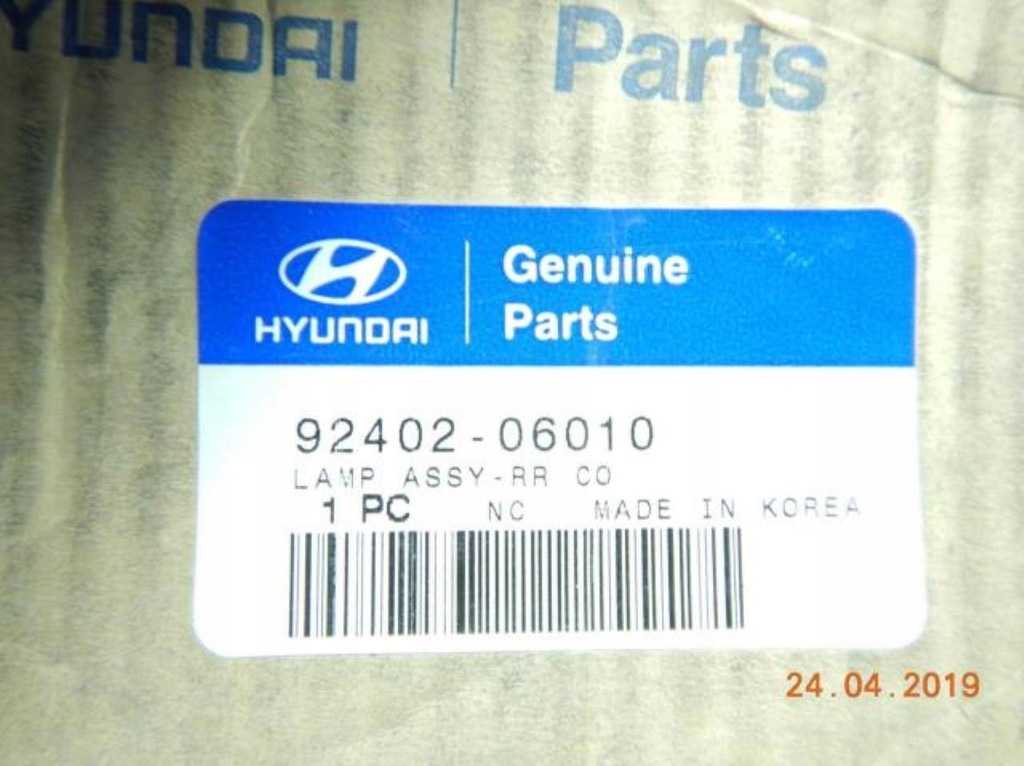 YUNDAI | Parts
HYUNDAI
Genuine
Parts
92402-06010
LAMP ASSY-RR CO
1 PC NC MADE IN KOREA
24.04.2019